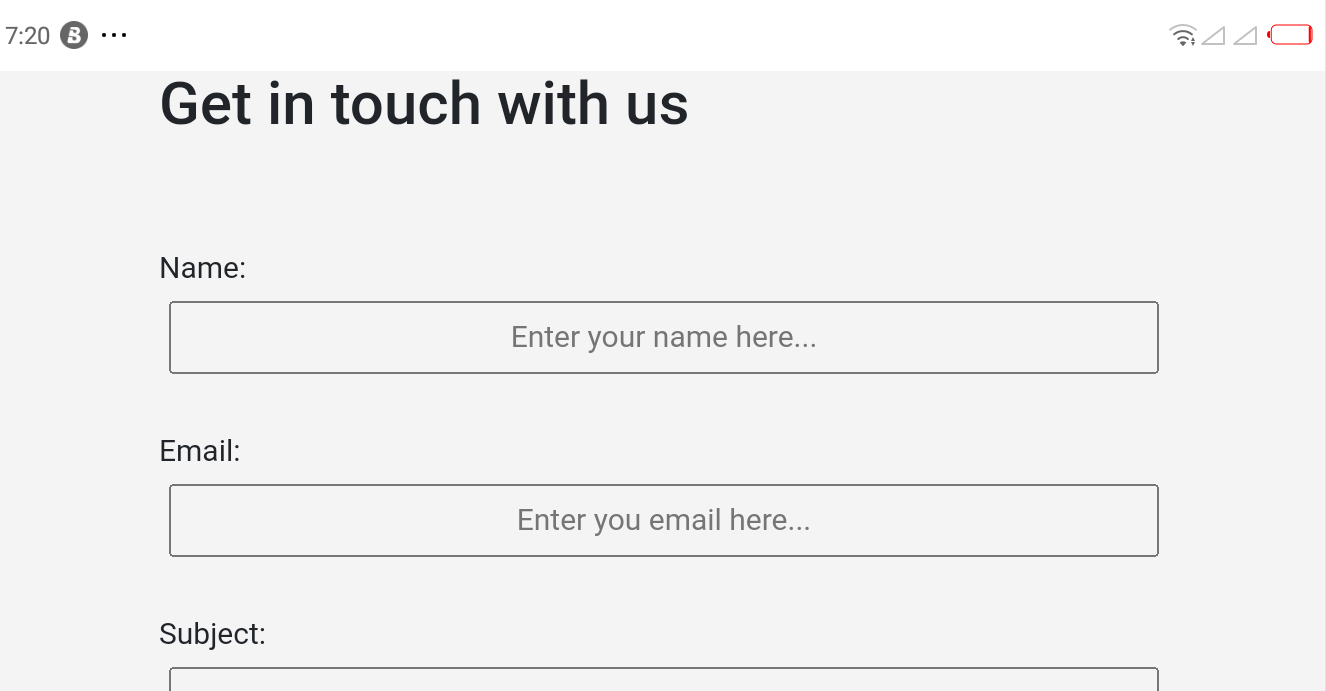 7:20 B ...
Get in touch with us
Name:
Enter your name here...
Email:
Enter you email here...
Subject: